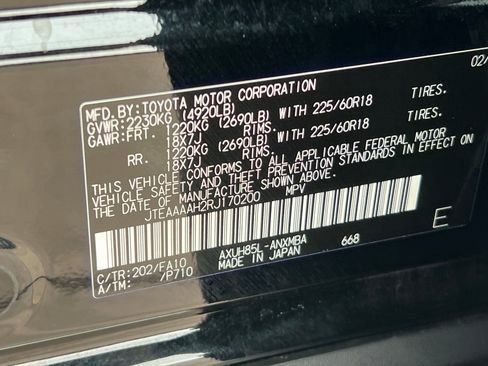 MFD.BY:TOYOTA MOTOR CORPORATION 02/
GVWR:2230KG (4920LB)
GAWR:FRT. 1220KG (2690LB) WITH 225/60R18 TIRES.
18X7J RIMS.
RR. 1220KG (2690LB) WITH 225/60R18 TIRES.
18X7J RIMS.
THIS VEHICLE CONFORMS TO ALL APPLICABLE FEDERAL MOTOR
VEHICLE SAFETY STANDARDS IN EFFECT ON
THE DATE OF MANUFACTURE SHOWN ABOVE.
JTEAAAAH2RJ170200 MPV
C/TR:202/FA10 AXUH85L-ANXMBA 668 E
A/TM: /P710 MADE IN JAPAN